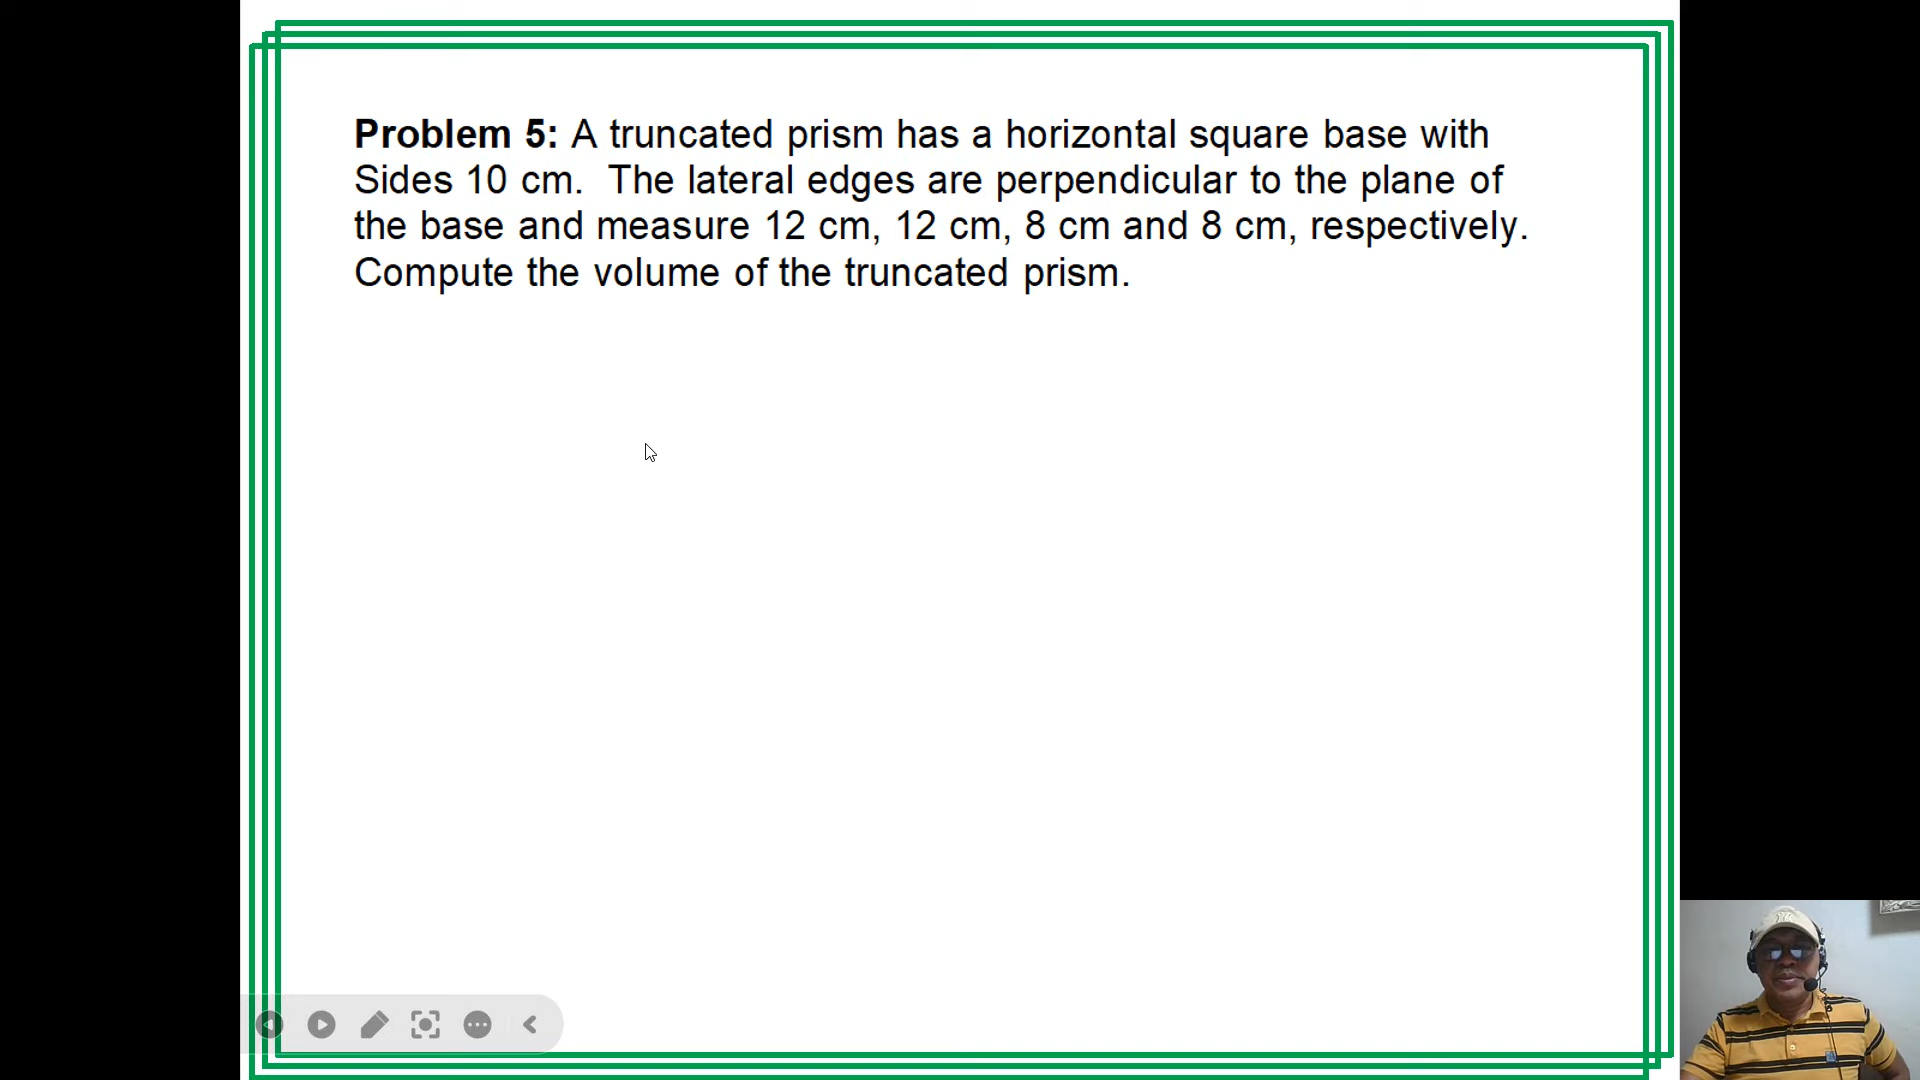 Problem 5: A truncated prism has a horizontal square base with
Sides 10 cm. The lateral edges are perpendicular to the plane of
the base and measure 12 cm, 12 cm, 8 cm and 8 cm, respectively.
Compute the volume of the truncated prism.